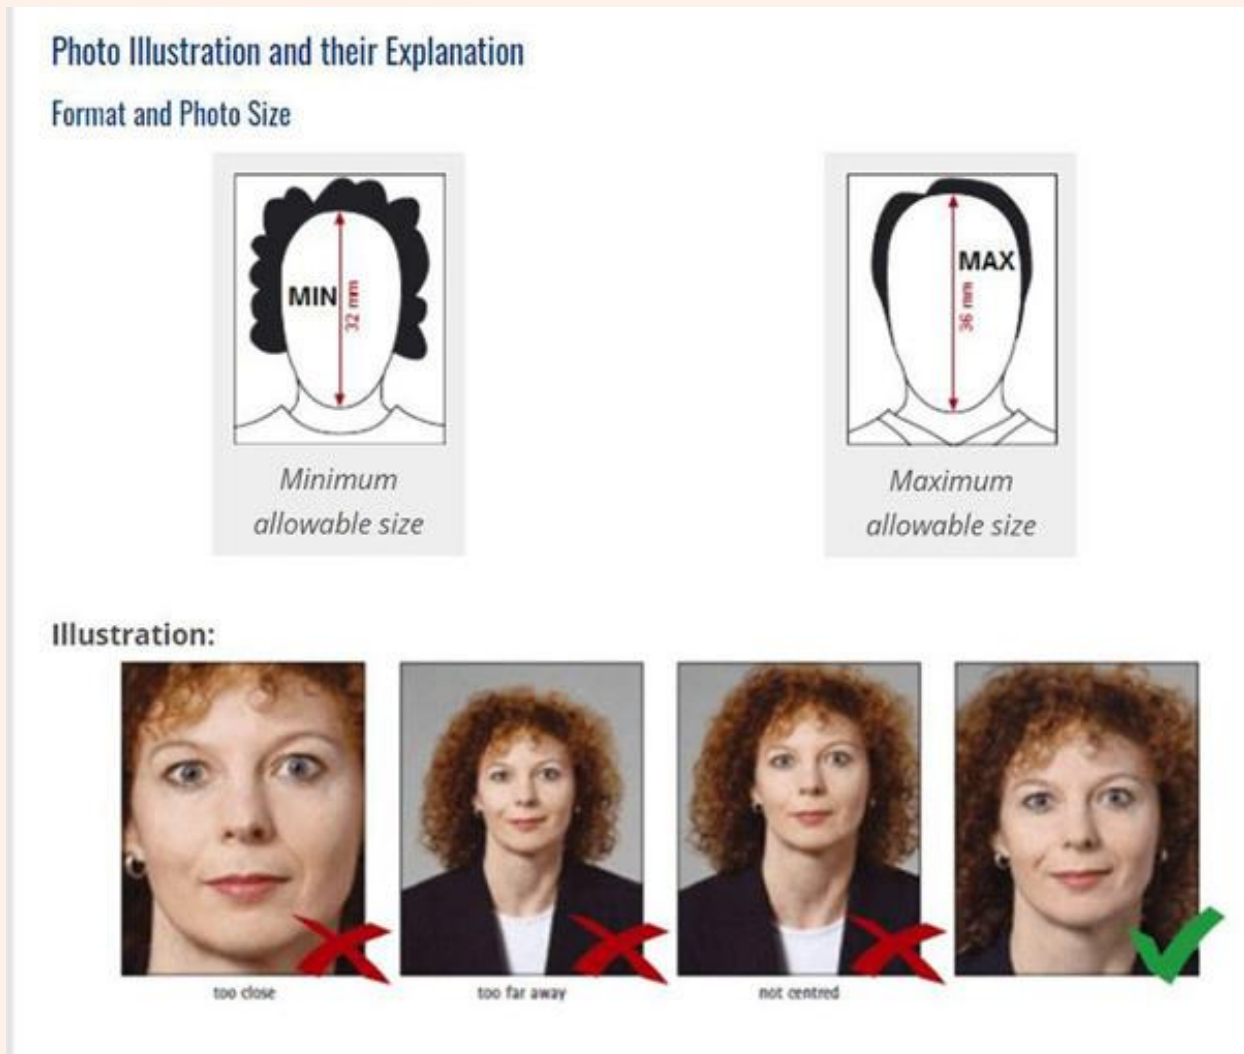 Photo Illustration and their Explanation
Format and Photo Size
MIN
32 mm
Minimum
allowable size
MAX
36 mm
Maximum
allowable size
Illustration:
too close
too far away
not centred